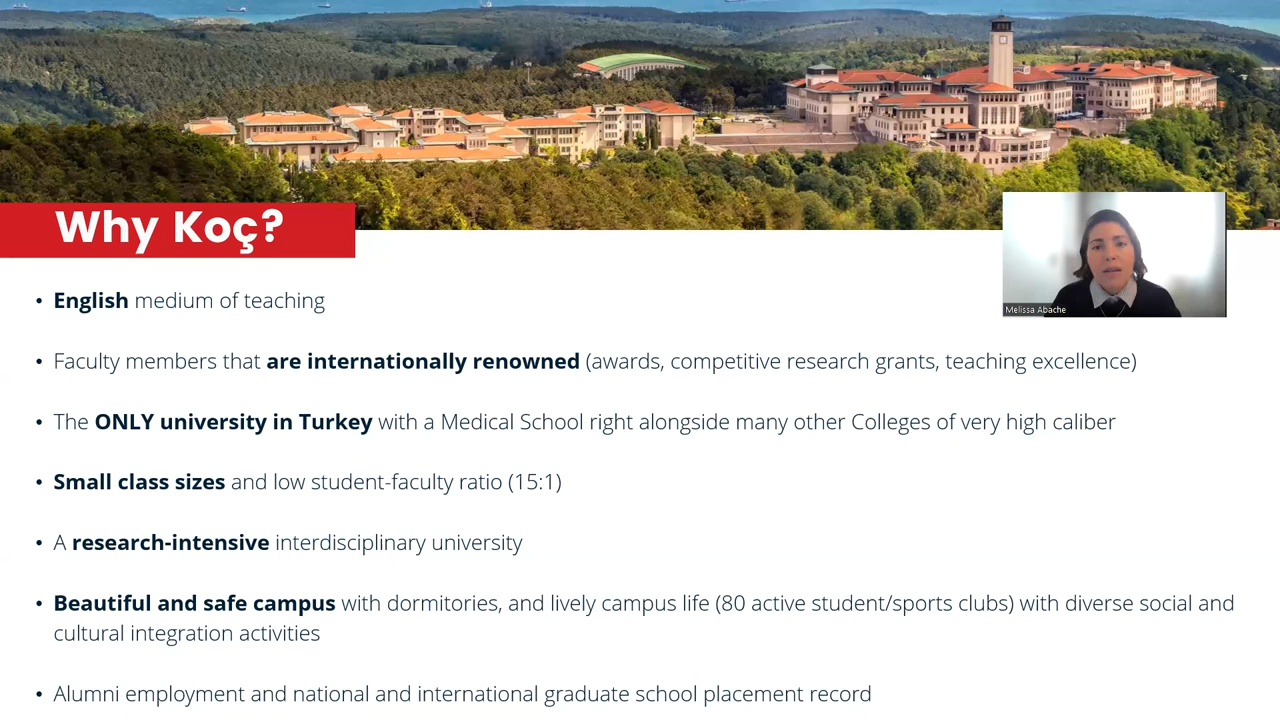 Why Koç?
Melissa Abache
• English medium of teaching
• Faculty members that are internationally renowned (awards, competitive research grants, teaching excellence)
• The ONLY university in Turkey with a Medical School right alongside many other Colleges of very high caliber
• Small class sizes and low student-faculty ratio (15:1)
• A research-intensive interdisciplinary university
• Beautiful and safe campus with dormitories, and lively campus life (80 active student/sports clubs) with diverse social and
cultural integration activities
• Alumni employment and national and international graduate school placement record